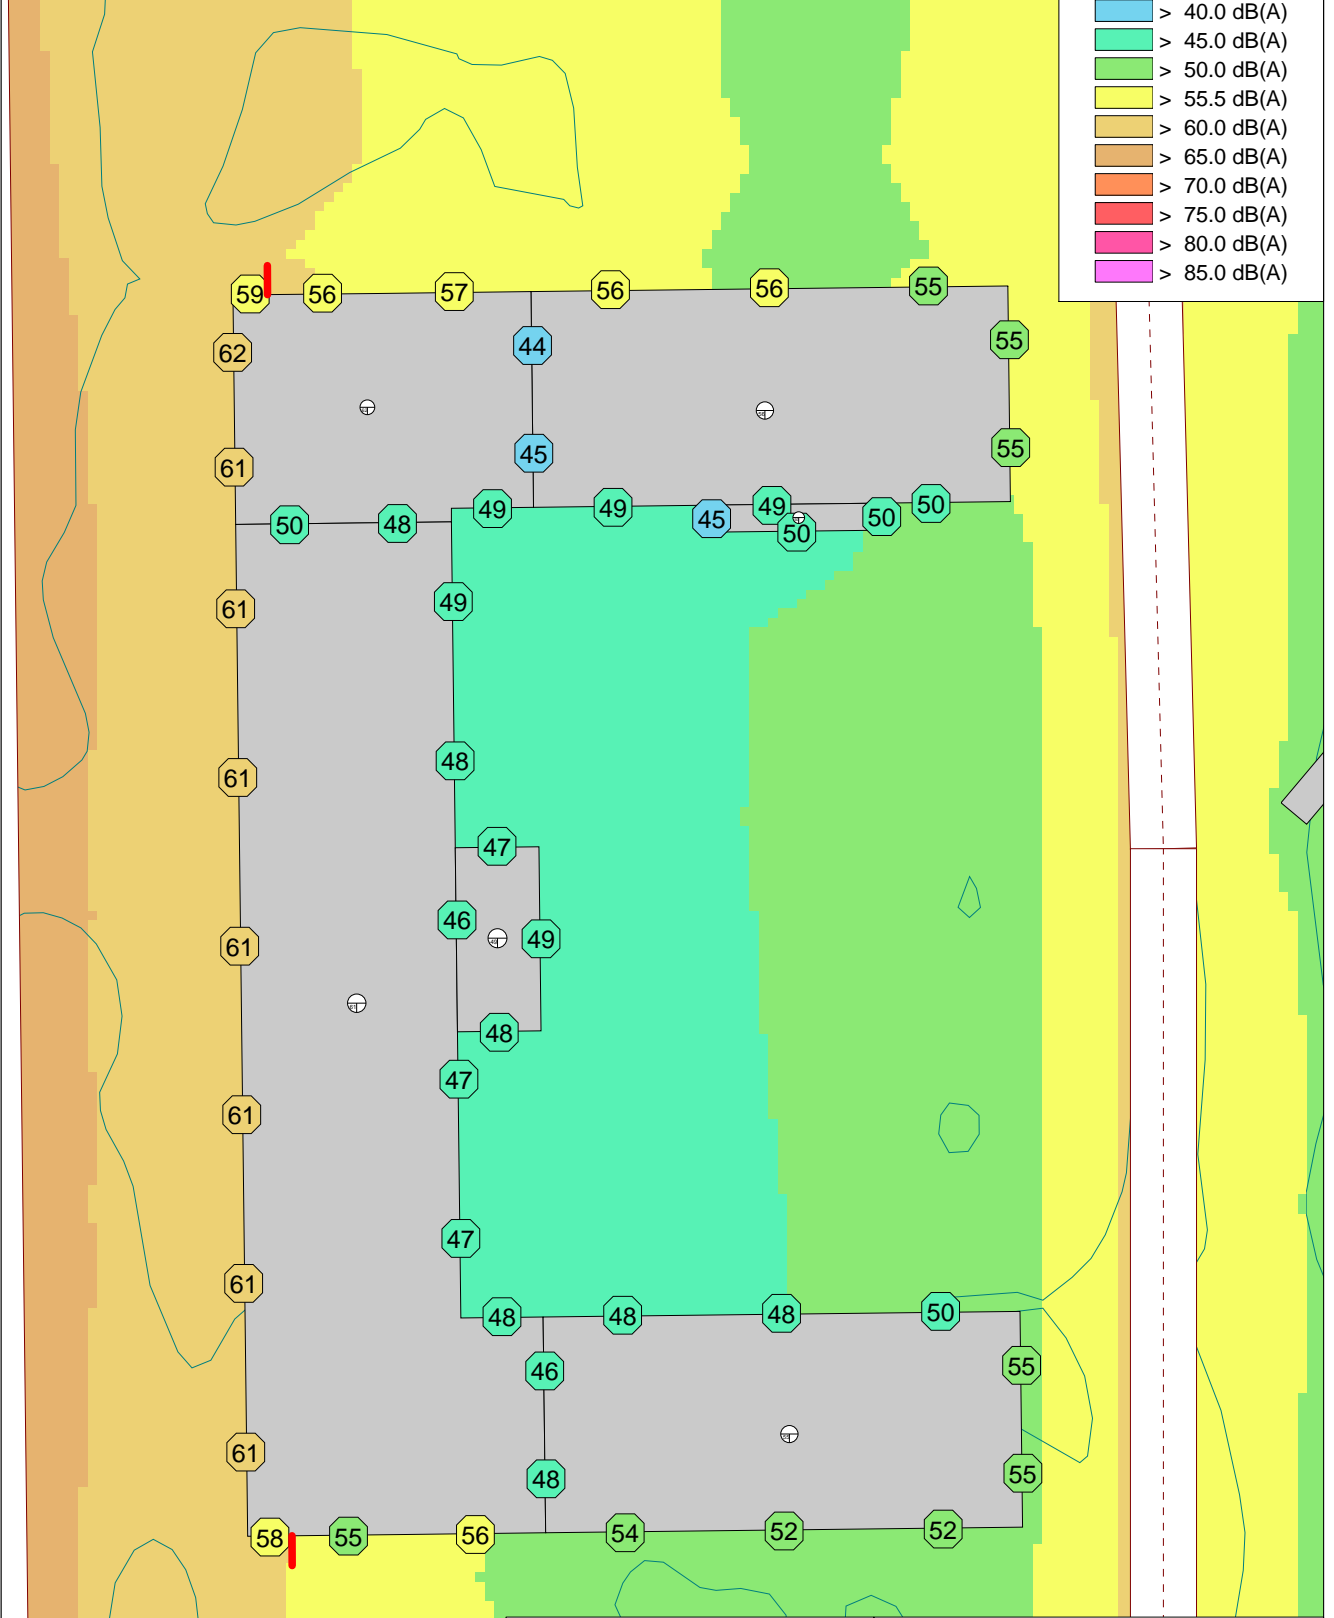 > 40.0 dB(A)
> 45.0 dB(A)
> 50.0 dB(A)
> 55.5 dB(A)
> 60.0 dB(A)
> 65.0 dB(A)
> 70.0 dB(A)
> 75.0 dB(A)
> 80.0 dB(A)
> 85.0 dB(A)
59 56 57 56 56 55
62 44 55
61 45 55
50 48 49 49 45 49 50 50 50
61 49
61 48
47
61 46 49
48
61 47
61 47
48 48 48 50
46 55
61 48 55
58 55 56 54 52 52